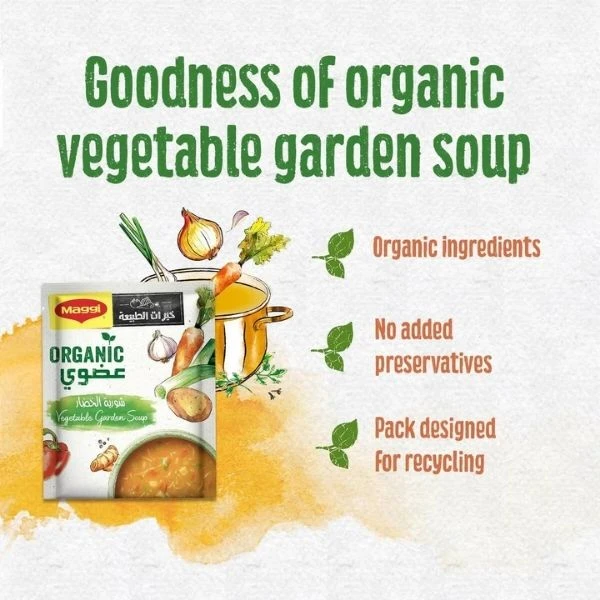 Goodness of organic
vegetable garden soup
Organic ingredients
No added
preservatives
Pack designed
for recycling
Maggi
خيرات الطبيعة
ORGANIC
عضوي
شوربة الخضار
Vegetable Garden Soup